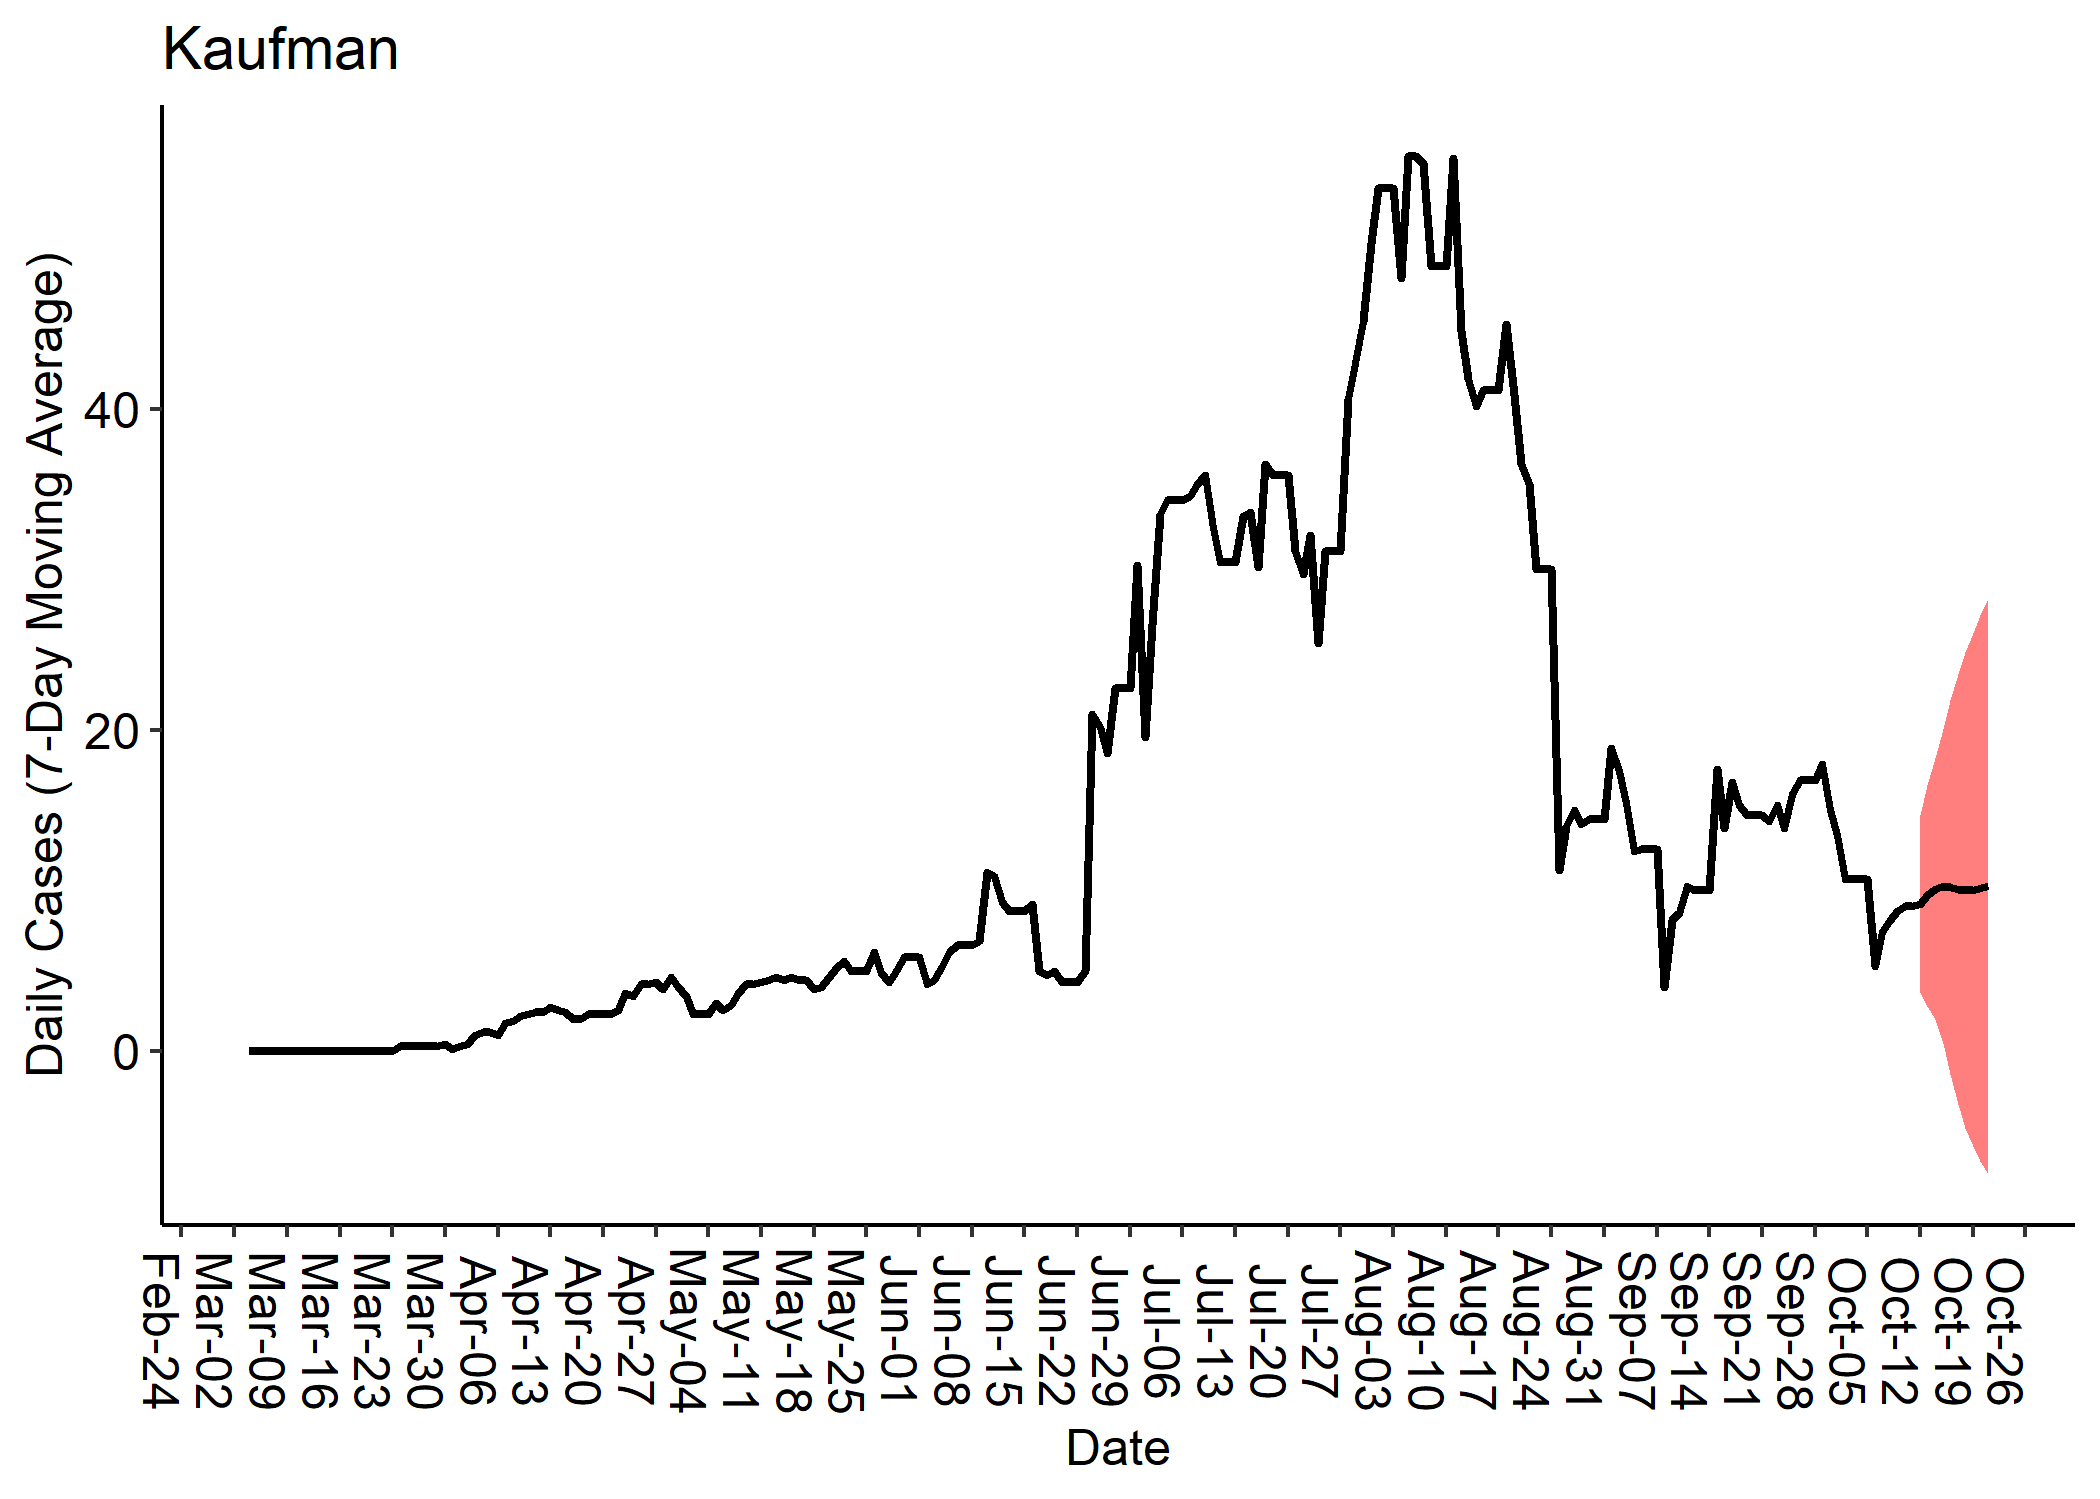 Kaufman
Daily Cases (7-Day Moving Average)
40
20
0
Feb-24
Mar-02
Mar-09
Mar-16
Mar-23
Mar-30
Apr-06
Apr-13
Apr-20
Apr-27
May-04
May-11
May-18
May-25
Jun-01
Jun-08
Jun-15
Jun-22
Jun-29
Jul-06
Jul-13
Jul-20
Jul-27
Aug-03
Aug-10
Aug-17
Aug-24
Aug-31
Sep-07
Sep-14
Sep-21
Sep-28
Oct-05
Oct-12
Oct-19
Oct-26
Date